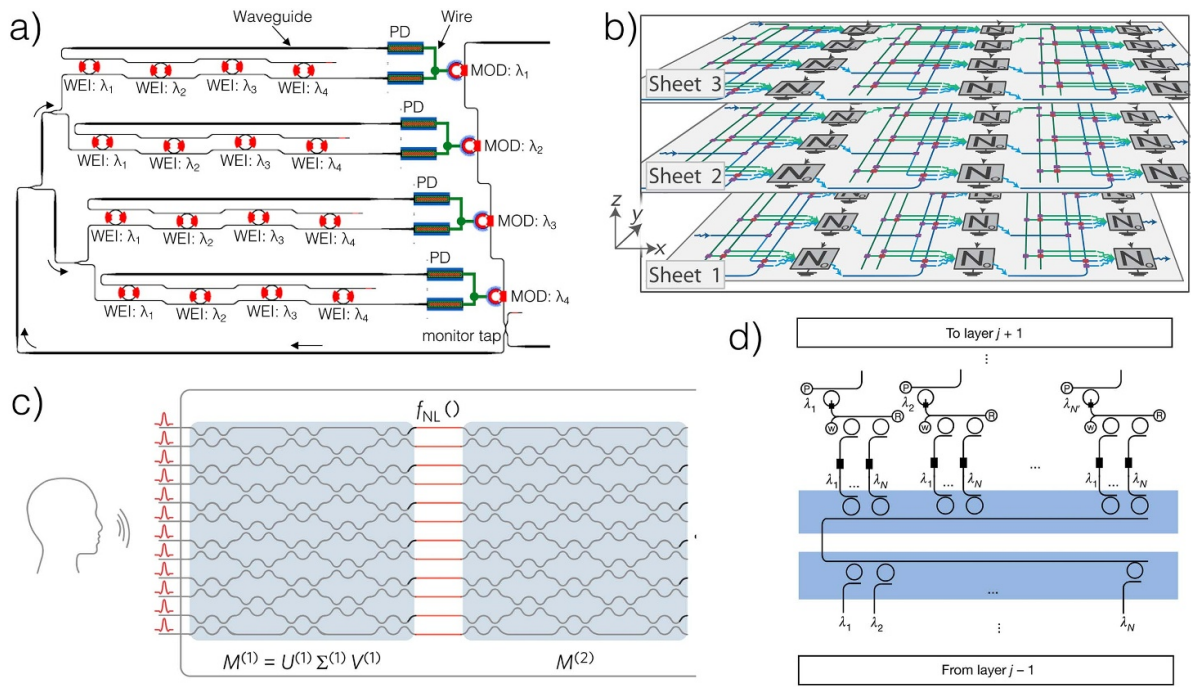 a)
Waveguide
PD
Wire
WEI: λ1
WEI: λ2
WEI: λ3
WEI: λ4
MOD: λ1
PD
WEI: λ1
WEI: λ2
WEI: λ3
WEI: λ4
MOD: λ2
PD
WEI: λ1
WEI: λ2
WEI: λ3
WEI: λ4
MOD: λ3
PD
WEI: λ1
WEI: λ2
WEI: λ3
WEI: λ4
MOD: λ4
monitor tap
b)
Sheet 3
Sheet 2
Sheet 1
z
y
x
N N N
N N N
N N N
N N N
N N N
N N N
N N N
N N N
c)
fNL ()
M(1) = U(1) Σ(1) V(1)
M(2)
d)
To layer j + 1
⋮
P P P
λ1 λ2 λN'
R R R
W W W
λ1 ... λN λ1 ... λN ... λ1 ... λN
...
λ1 λ2 λN
⋮
From layer j − 1